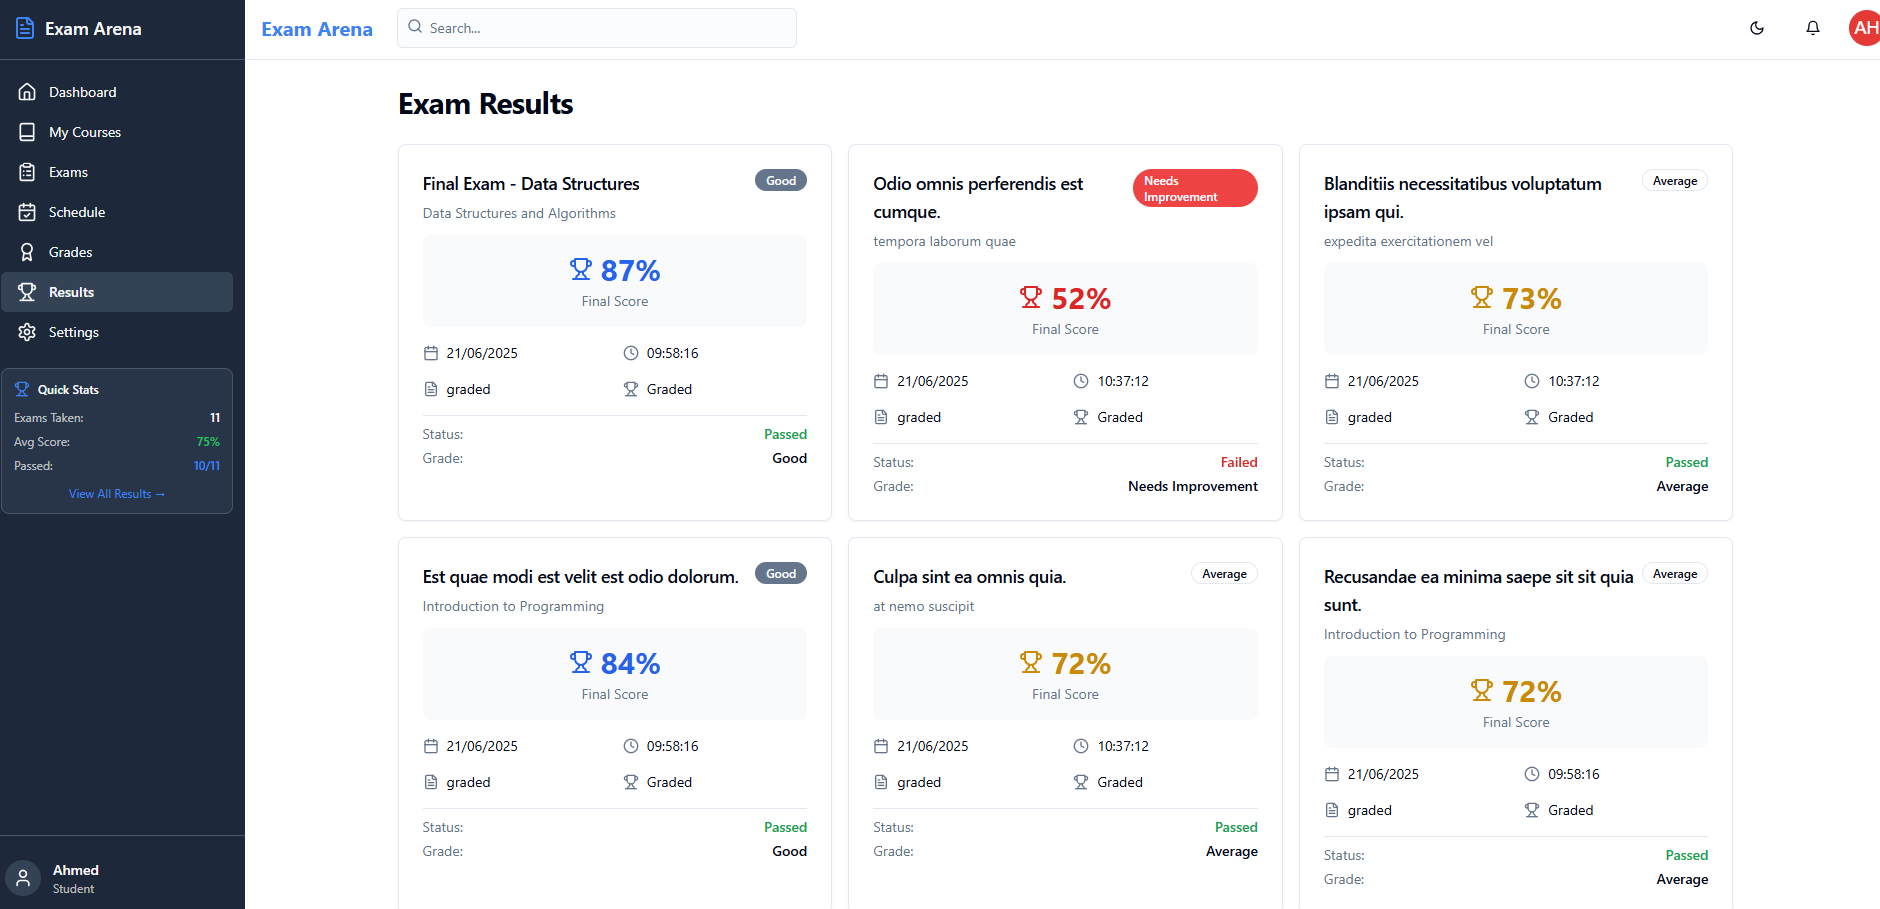 Exam Arena
Dashboard
My Courses
Exams
Schedule
Grades
Results
Settings
Quick Stats
Exams Taken: 11
Avg Score: 75%
Passed: 10/11
View All Results →
Ahmed
Student
Exam Arena
Search...
AH
Exam Results
Final Exam - Data Structures
Good
Data Structures and Algorithms
87%
Final Score
21/06/2025 09:58:16
graded Graded
Status: Passed
Grade: Good
Odio omnis perferendis est
cumque.
Needs
Improvement
tempora laborum quae
52%
Final Score
21/06/2025 10:37:12
graded Graded
Status: Failed
Grade: Needs Improvement
Blanditiis necessitatibus voluptatum
ipsam qui.
Average
expedita exercitationem vel
73%
Final Score
21/06/2025 10:37:12
graded Graded
Status: Passed
Grade: Average
Est quae modi est velit est odio dolorum.
Good
Introduction to Programming
84%
Final Score
21/06/2025 09:58:16
graded Graded
Status: Passed
Grade: Good
Culpa sint ea omnis quia.
Average
at nemo suscipit
72%
Final Score
21/06/2025 10:37:12
graded Graded
Status: Passed
Grade: Average
Recusandae ea minima saepe sit sit quia
sunt.
Average
Introduction to Programming
72%
Final Score
21/06/2025 09:58:16
graded Graded
Status: Passed
Grade: Average